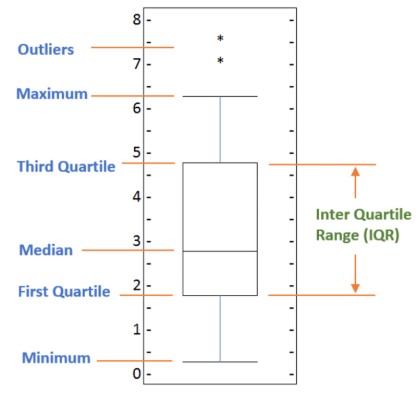 8
Outliers
*
7
*
Maximum
6
5
Third Quartile
4
Inter Quartile
Range (IQR)
3
Median
2
First Quartile
1
Minimum
0